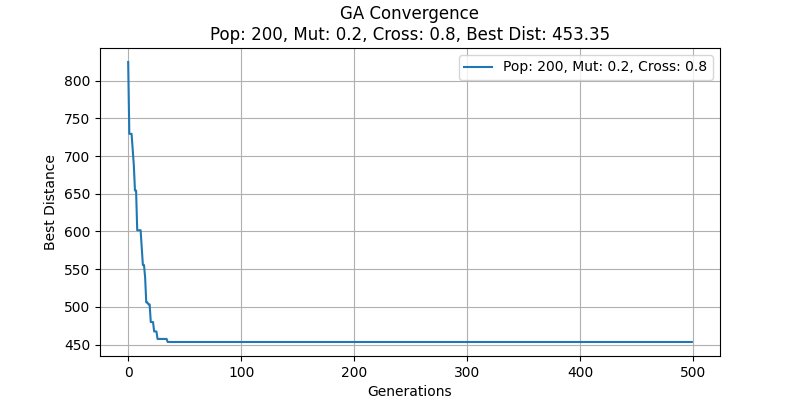 GA Convergence
Pop: 200, Mut: 0.2, Cross: 0.8, Best Dist: 453.35
Pop: 200, Mut: 0.2, Cross: 0.8
Best Distance
800
750
700
650
600
550
500
450
0 100 200 300 400 500
Generations